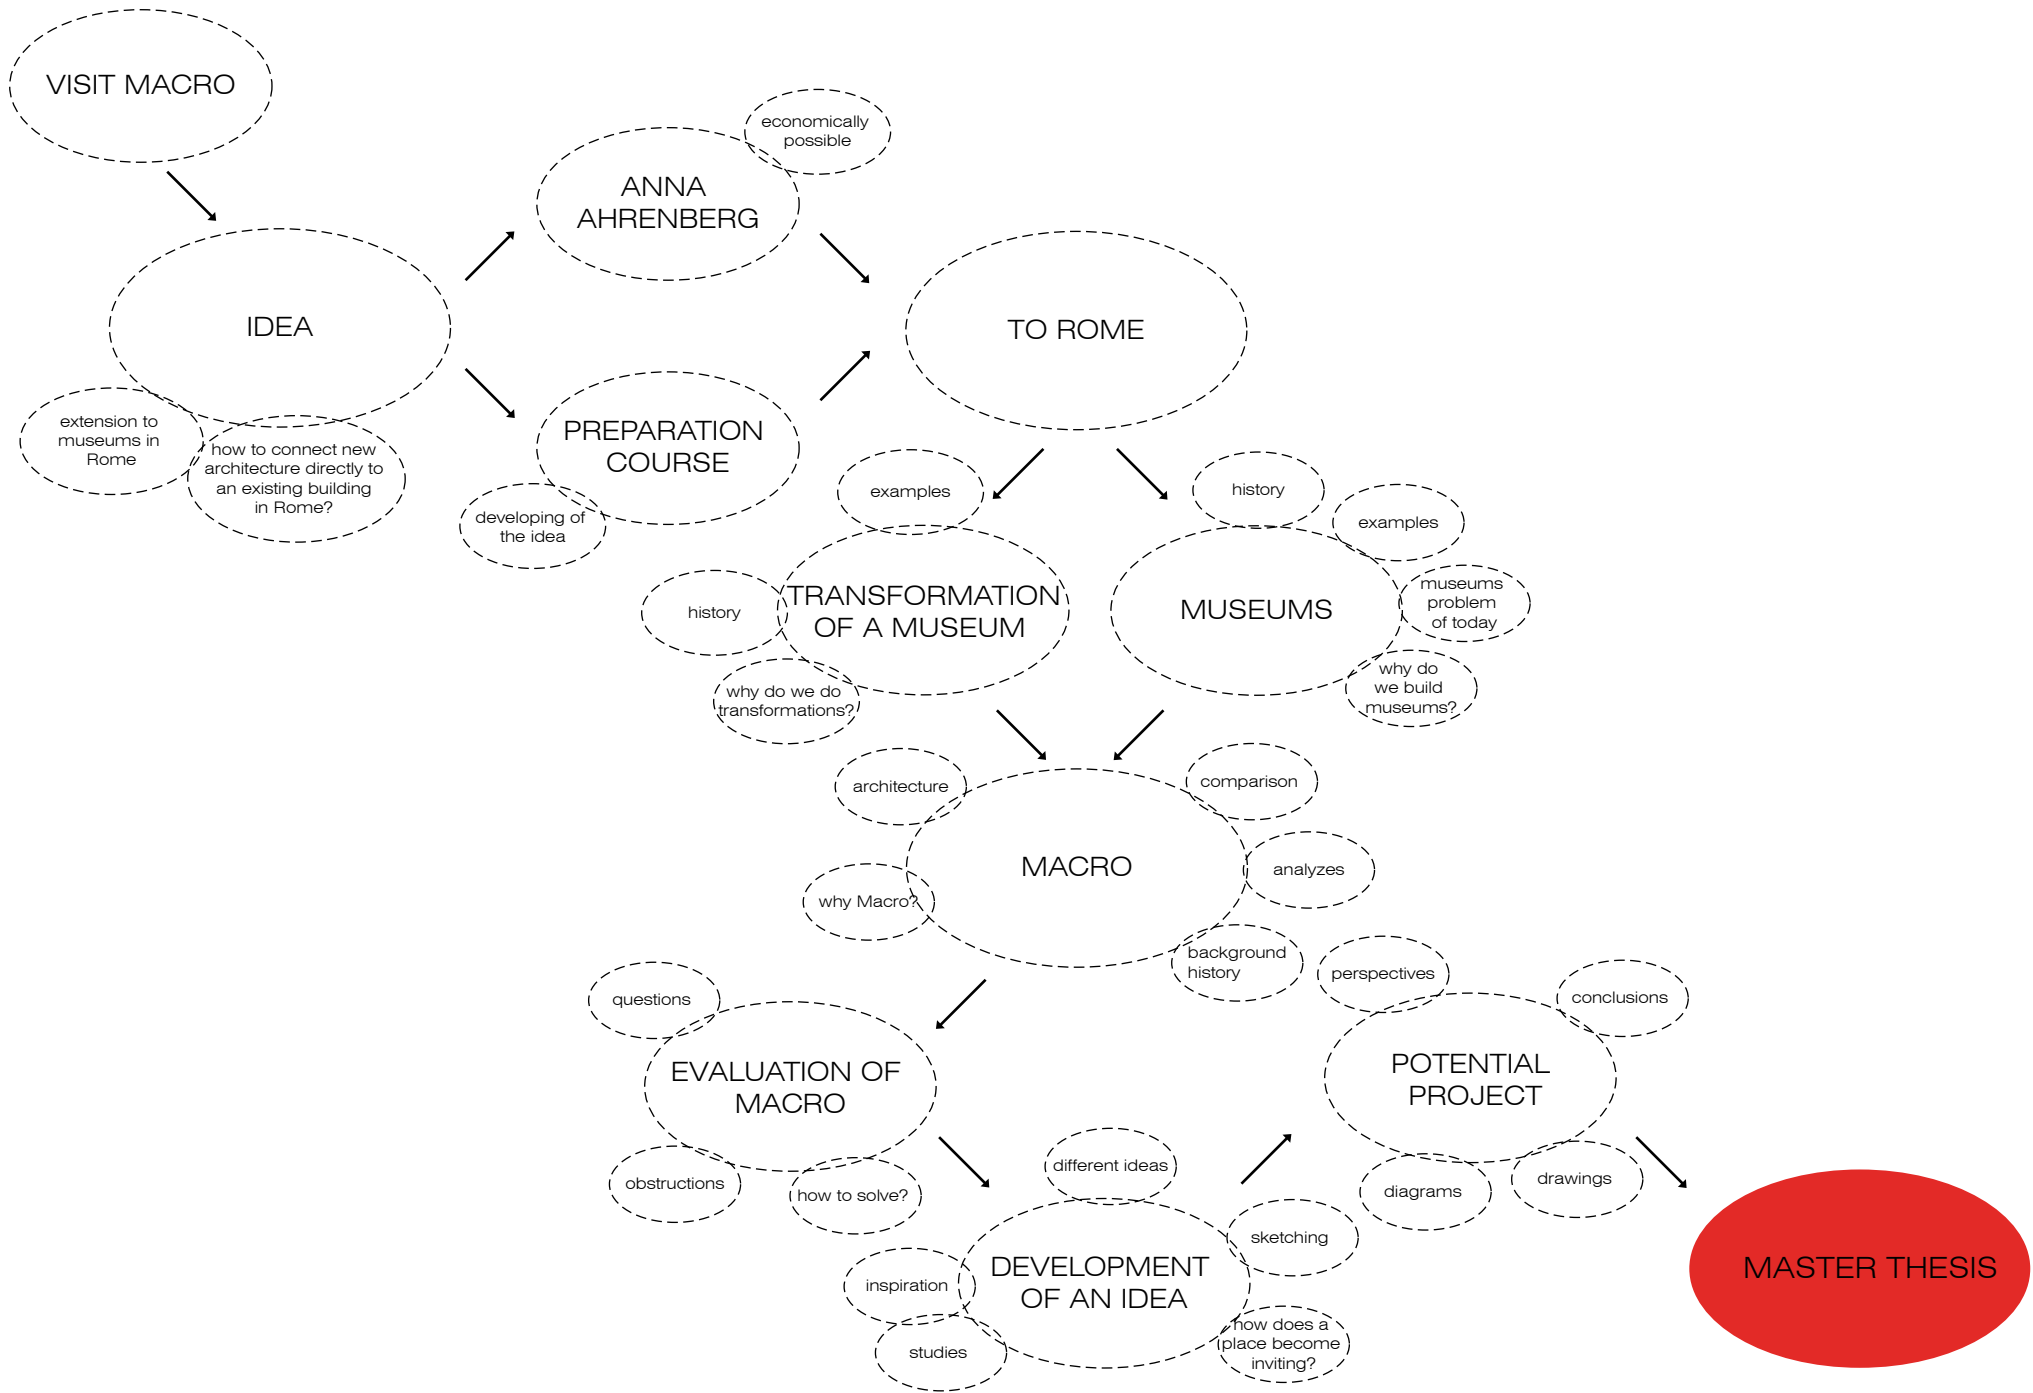 VISIT MACRO
economically
possible
ANNA
AHRENBERG
IDEA
TO ROME
extension to
museums in
Rome
how to connect new
architecture directly to
an existing building
in Rome?
PREPARATION
COURSE
developing of
the idea
examples
history
examples
history
TRANSFORMATION
OF A MUSEUM
why do we do
transformations?
MUSEUMS
museums
problem
of today
why do
we build
museums?
architecture
comparison
MACRO
analyzes
why Macro?
background
history
questions
EVALUATION OF
MACRO
obstructions
how to solve?
perspectives
conclusions
POTENTIAL
PROJECT
diagrams
drawings
different ideas
sketching
inspiration
DEVELOPMENT
OF AN IDEA
studies
how does a
place become
inviting?
MASTER THESIS